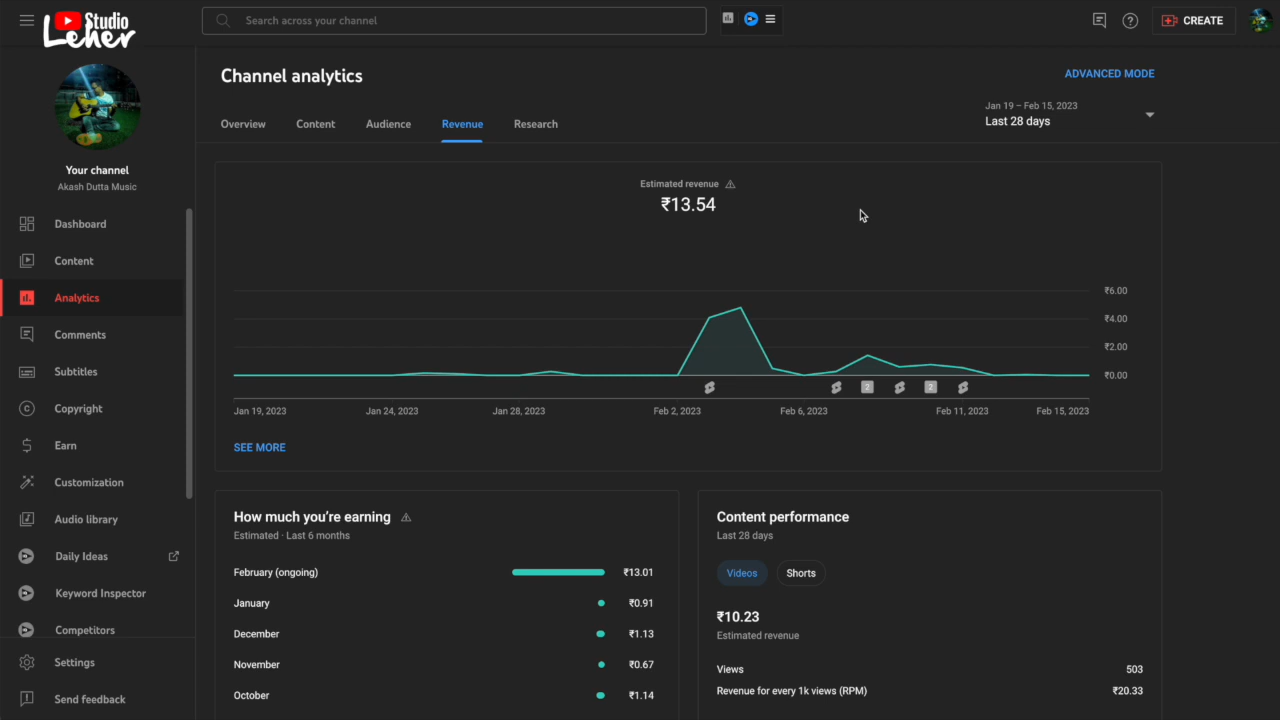 Studio
Leher
Search across your channel
CREATE
Your channel
Akash Dutta Music
Dashboard
Content
Analytics
Comments
Subtitles
Copyright
Earn
Customization
Audio library
Daily Ideas
Keyword Inspector
Competitors
Settings
Send feedback
Channel analytics
ADVANCED MODE
Jan 19 – Feb 15, 2023
Last 28 days
Overview
Content
Audience
Revenue
Research
Estimated revenue
₹13.54
₹6.00
₹4.00
₹2.00
₹0.00
2
2
Jan 19, 2023
Jan 24, 2023
Jan 28, 2023
Feb 2, 2023
Feb 6, 2023
Feb 11, 2023
Feb 15, 2023
SEE MORE
How much you're earning
Estimated · Last 6 months
February (ongoing) ₹13.01
January ₹0.91
December ₹1.13
November ₹0.67
October ₹1.14
Content performance
Last 28 days
Videos
Shorts
₹10.23
Estimated revenue
Views 503
Revenue for every 1k views (RPM) ₹20.33